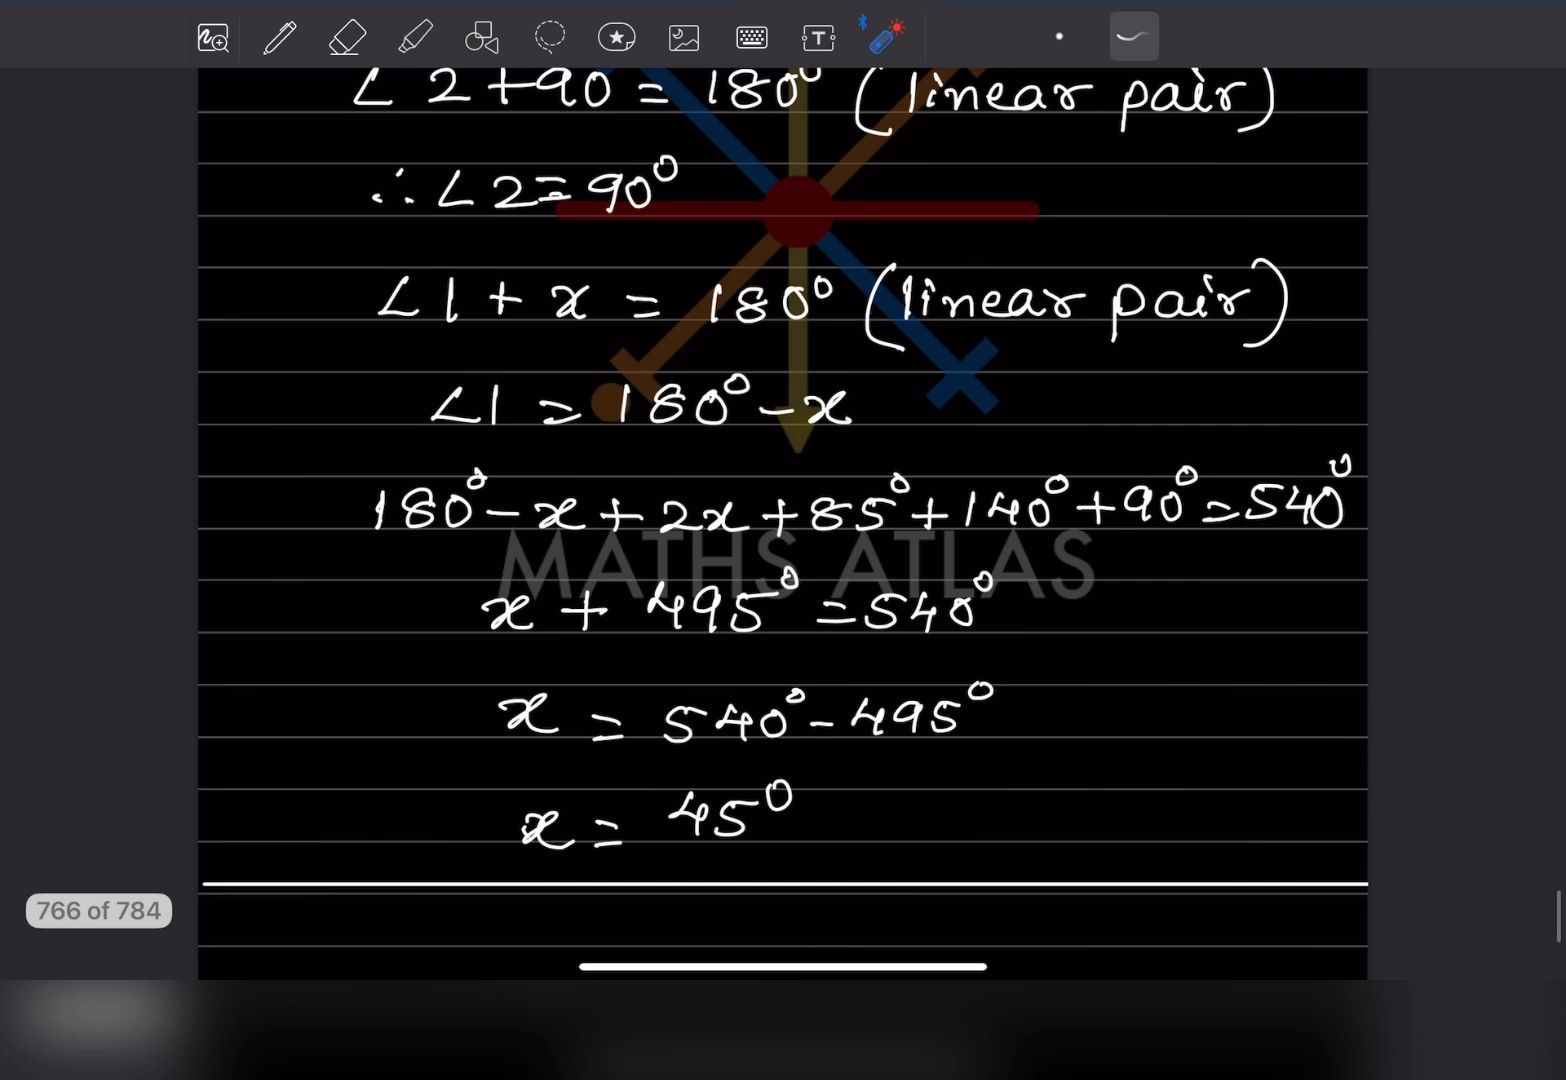 ∠2+90 = 180° (linear pair)
∴ ∠2 = 90°
∠1 + x = 180° (linear pair)
∠1 = 180° - x
180° - x + 2x + 85° + 140° + 90° = 540°
MATHS ATLAS
x + 495° = 540°
x = 540° - 495°
x = 45°
766 of 784